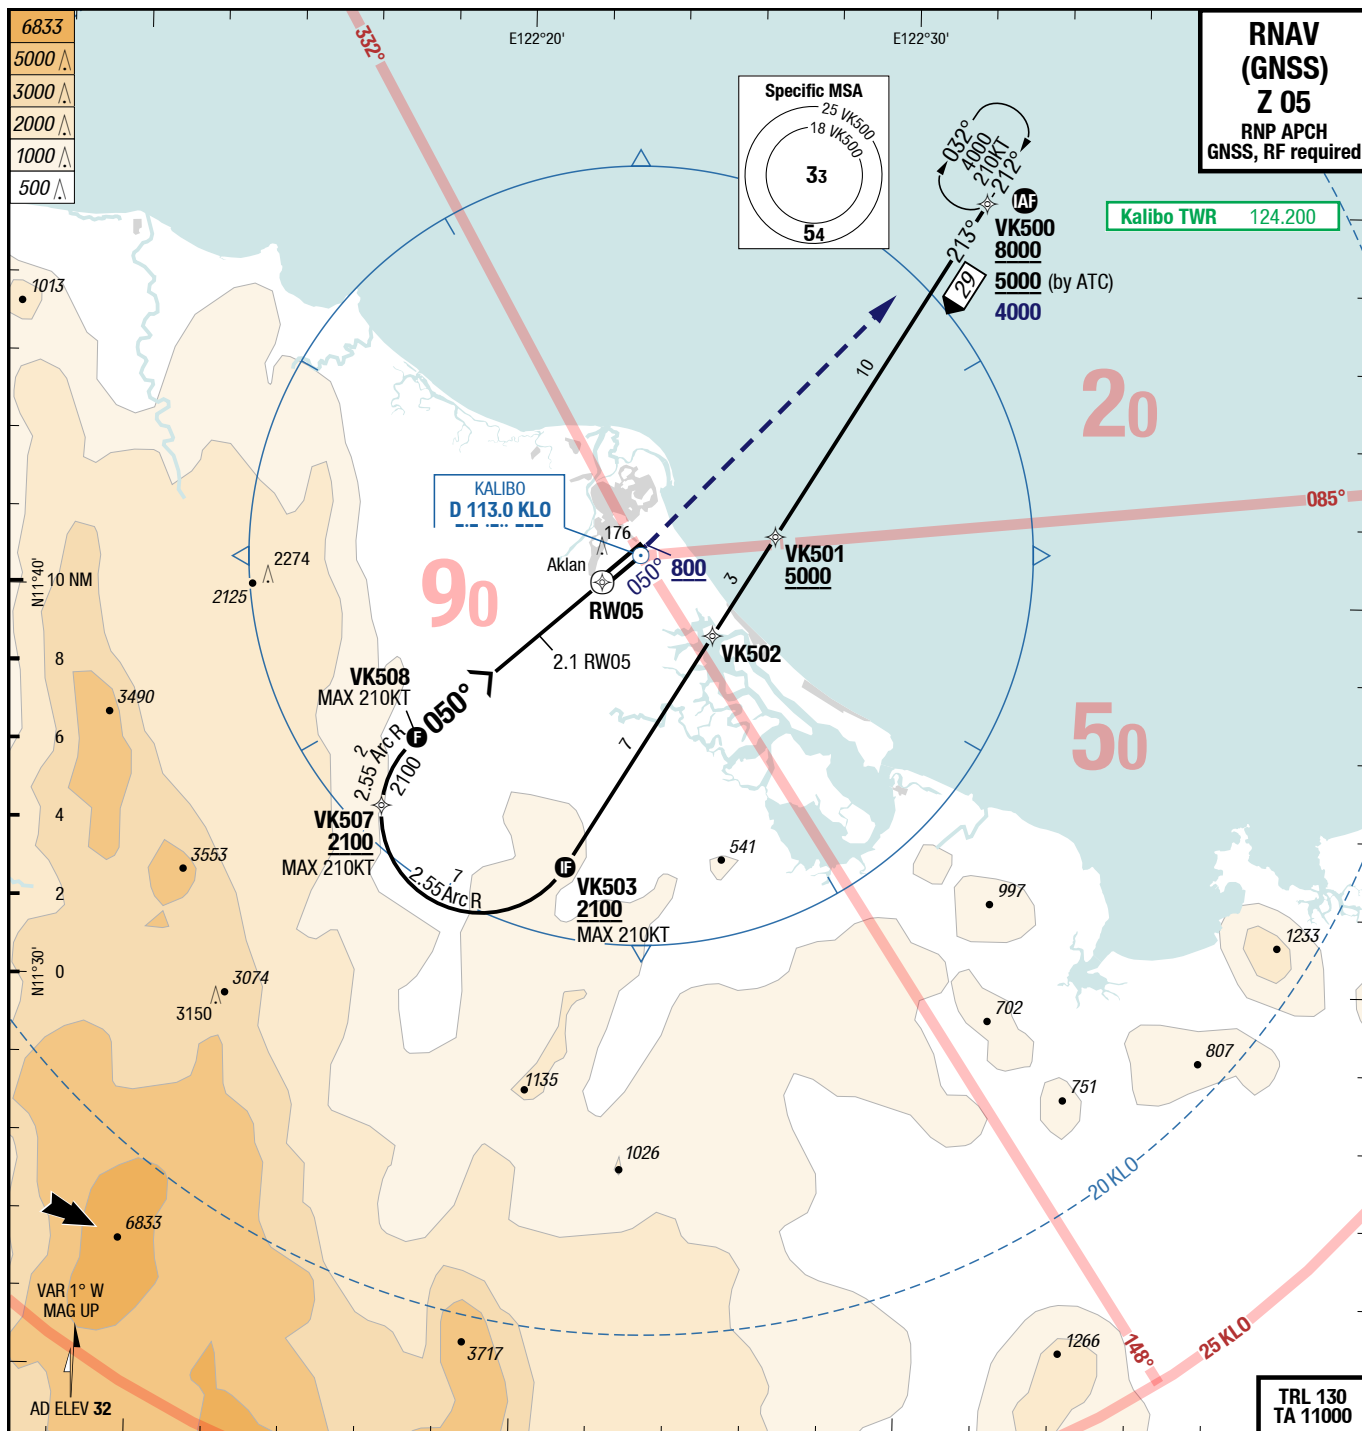 6833
5000
3000
2000
1000
500
332°
E122°20'
E122°30'
RNAV
(GNSS)
Z 05
RNP APCH
GNSS, RF required
Specific MSA
25 VK500
18 VK500
33
54
032°
4000
210KT
212°
IAF
VK500
8000
5000 (by ATC)
4000
213°
29
Kalibo TWR 124.200
1013
10
20
085°
KALIBO
D 113.0 KLO
176
Aklan
050°
800
RW05
VK501
5000
3
VK502
2274
2125
N11°40'
10 NM
90
2.1 RW05
8
VK508
MAX 210KT
050°
F
3490
6
7
50
2
2.55 Arc R
2100
4
VK507
2100
MAX 210KT
3553
541
IF
7
2.55 Arc R
VK503
2100
MAX 210KT
2
997
1233
N11°30'
0
3074
3150
702
807
1135
751
1026
20 KLO
6833
VAR 1° W
MAG UP
3717
148°
25 KLO
1266
AD ELEV 32
TRL 130
TA 11000